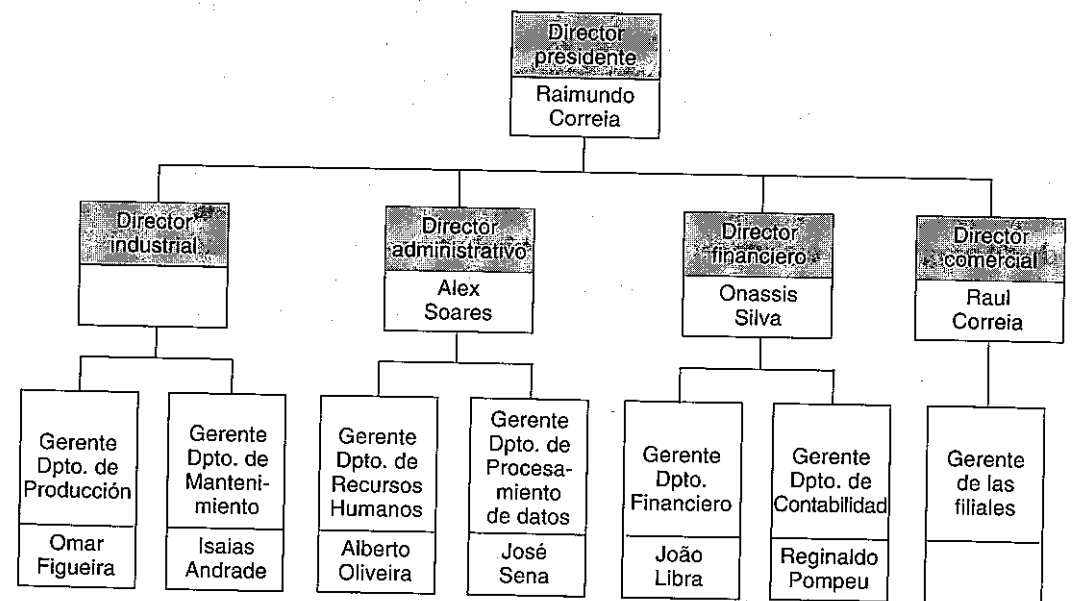 Director
presidente
Raimundo
Correia
Director
industrial
Director
administrativo
Alex
Soares
Director
financiero
Onassis
Silva
Director
comercial
Raul
Correia
Gerente
Dpto. de
Producción
Omar
Figueira
Gerente
Dpto. de
Manteni-
miento
Isaias
Andrade
Gerente
Dpto. de
Recursos
Humanos
Alberto
Oliveira
Gerente
Dpto. de
Procesa-
miento
de datos
José
Sena
Gerente
Dpto.
Financiero
João
Libra
Gerente
Dpto. de
Contabilidad
Reginaldo
Pompeu
Gerente
de las
filiales